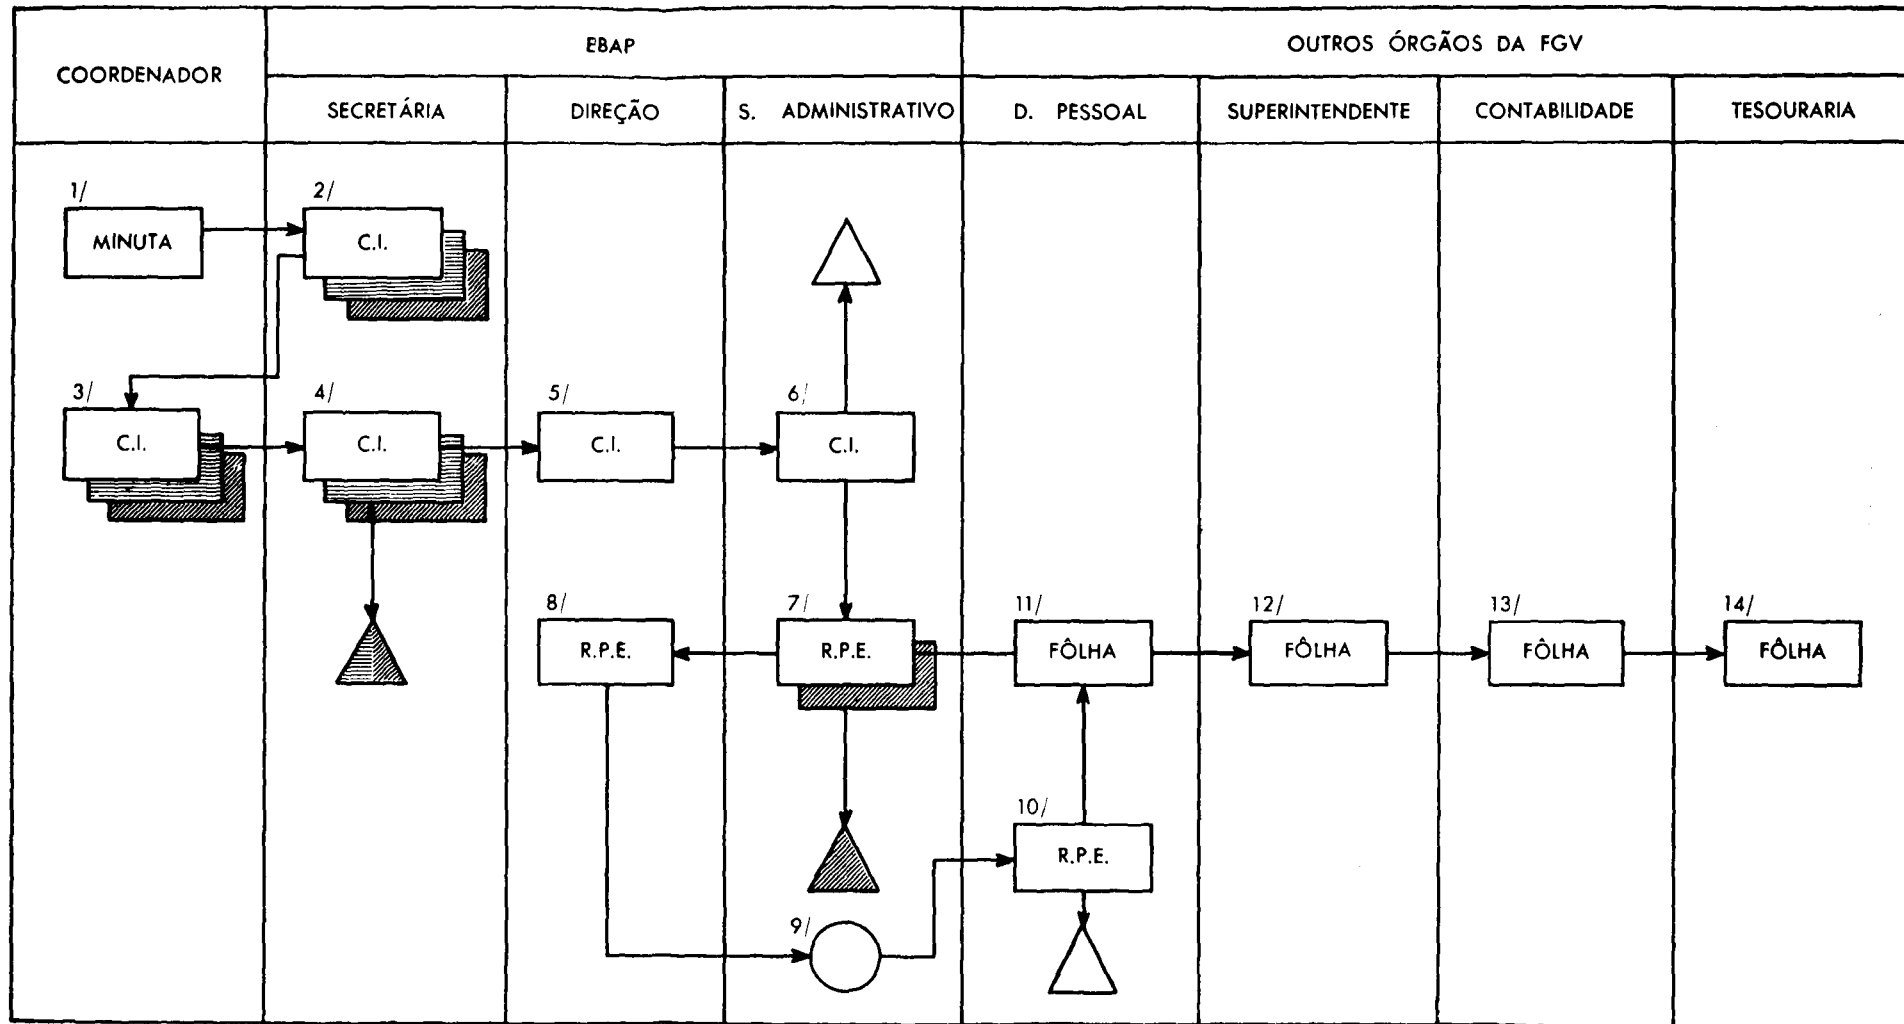 COORDENADOR
EBAP
OUTROS ÓRGÃOS DA FGV
SECRETÁRIA
DIREÇÃO
S. ADMINISTRATIVO
D. PESSOAL
SUPERINTENDENTE
CONTABILIDADE
TESOURARIA
1/
MINUTA
2/
C.I.
3/
C.I.
4/
C.I.
5/
C.I.
6/
C.I.
8/
R.P.E.
7/
R.P.E.
11/
FÔLHA
12/
FÔLHA
13/
FÔLHA
14/
FÔLHA
10/
R.P.E.
9/